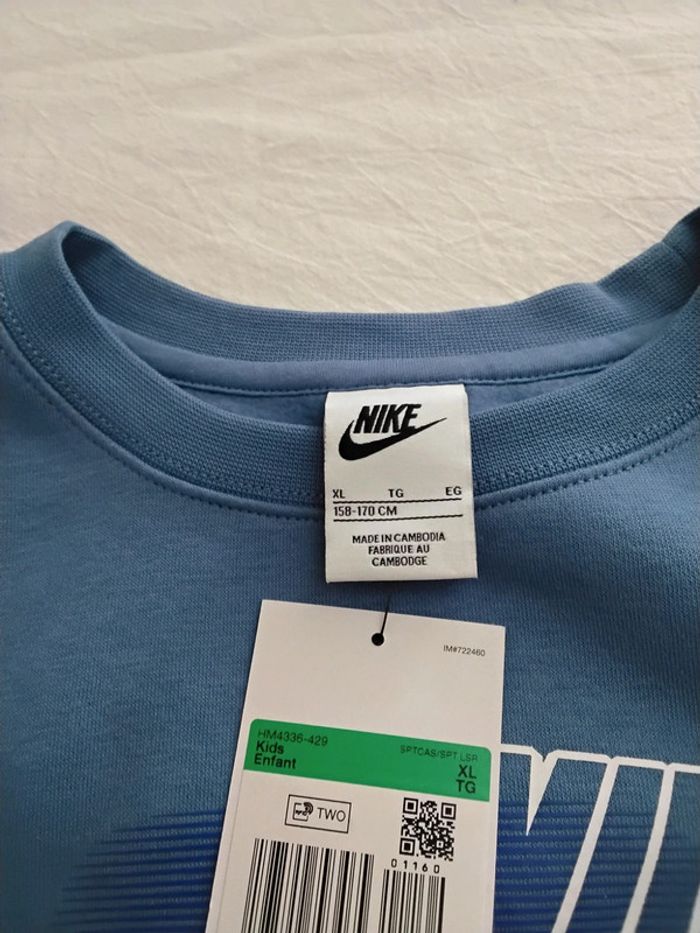 NIKE
XL TG EG
158-170 CM
MADE IN CAMBODIA
FABRIQUE AU
CAMBODGE
IM#722460
HM4336-429
Kids
Enfant
SPTCAS/SPT LSR
XL
TG
TWO
01160